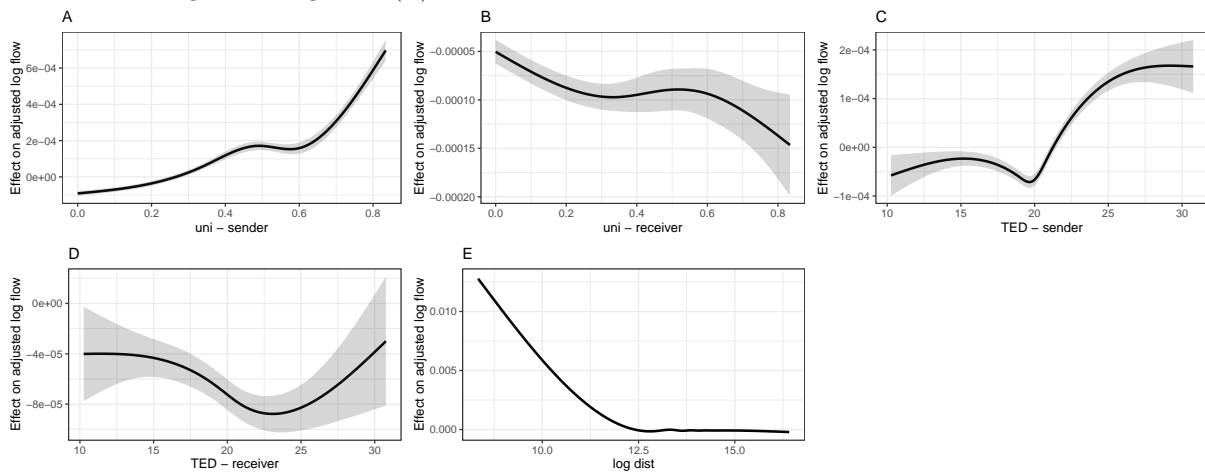 A
Effect on adjusted log flow
6e−04
4e−04
2e−04
0e+00
0.0 0.2 0.4 0.6 0.8
uni − sender
B
Effect on adjusted log flow
−0.00005
−0.00010
−0.00015
−0.00020
0.0 0.2 0.4 0.6 0.8
uni − receiver
C
Effect on adjusted log flow
2e−04
1e−04
0e+00
−1e−04
10 15 20 25 30
TED − sender
D
Effect on adjusted log flow
0e+00
−4e−05
−8e−05
10 15 20 25 30
TED − receiver
E
Effect on adjusted log flow
0.010
0.005
0.000
10.0 12.5 15.0
log dist